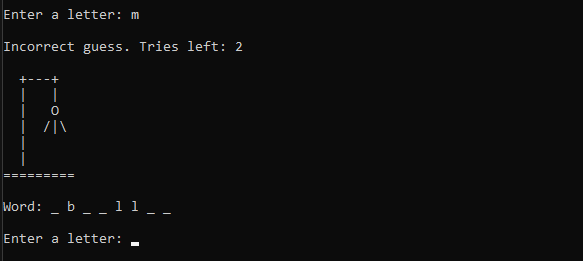 Enter a letter: m
Incorrect guess. Tries left: 2
  +---+
  |   |
  |   O
  |  /|\
  |
  |
=========
Word: _ b _ _ l l _ _
Enter a letter: _